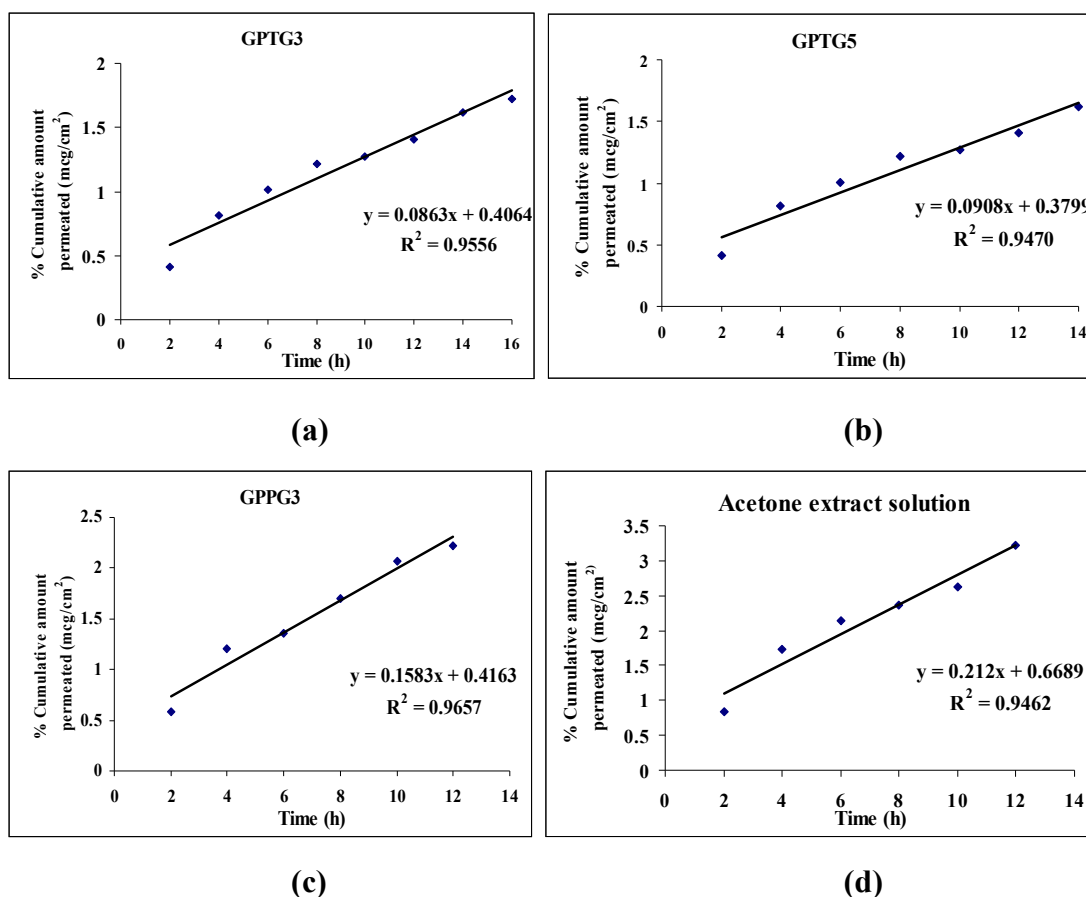 GPTG3
% Cumulative amount
permeated (mcg/cm²)
2
1.5
1
0.5
0
0 2 4 6 8 10 12 14 16
Time (h)
y = 0.0863x + 0.4064
R² = 0.9556
(a)
GPTG5
% Cumulative amount
permeated (mcg/cm²)
2
1.5
1
0.5
0
0 2 4 6 8 10 12 14
Time (h)
y = 0.0908x + 0.3799
R² = 0.9470
(b)
GPPG3
% Cumulative amount
permeated (mcg/cm²)
2.5
2
1.5
1
0.5
0
0 2 4 6 8 10 12 14
Time (h)
y = 0.1583x + 0.4163
R² = 0.9657
(c)
Acetone extract solution
% Cumulative amount
permeated (mcg/cm²⁾
3.5
3
2.5
2
1.5
1
0.5
0
0 2 4 6 8 10 12 14
Time (h)
y = 0.212x + 0.6689
R² = 0.9462
(d)